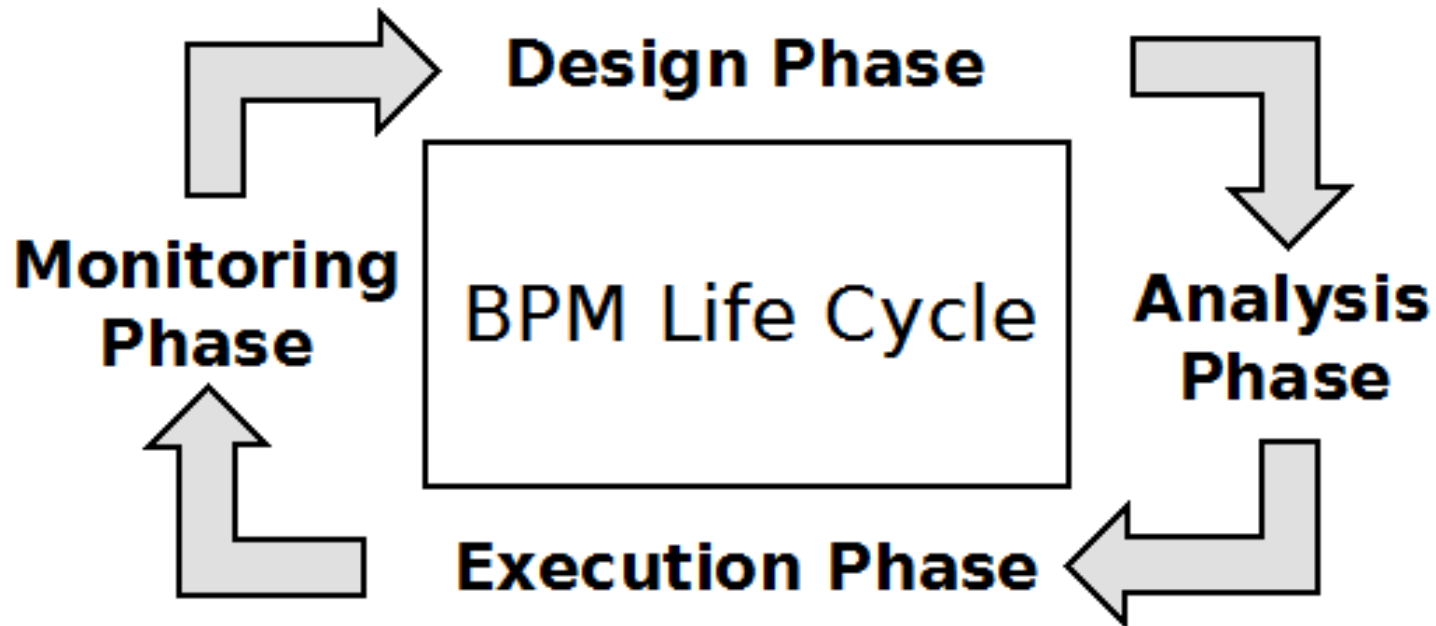 Design Phase
Monitoring
Phase
BPM Life Cycle
Analysis
Phase
Execution Phase